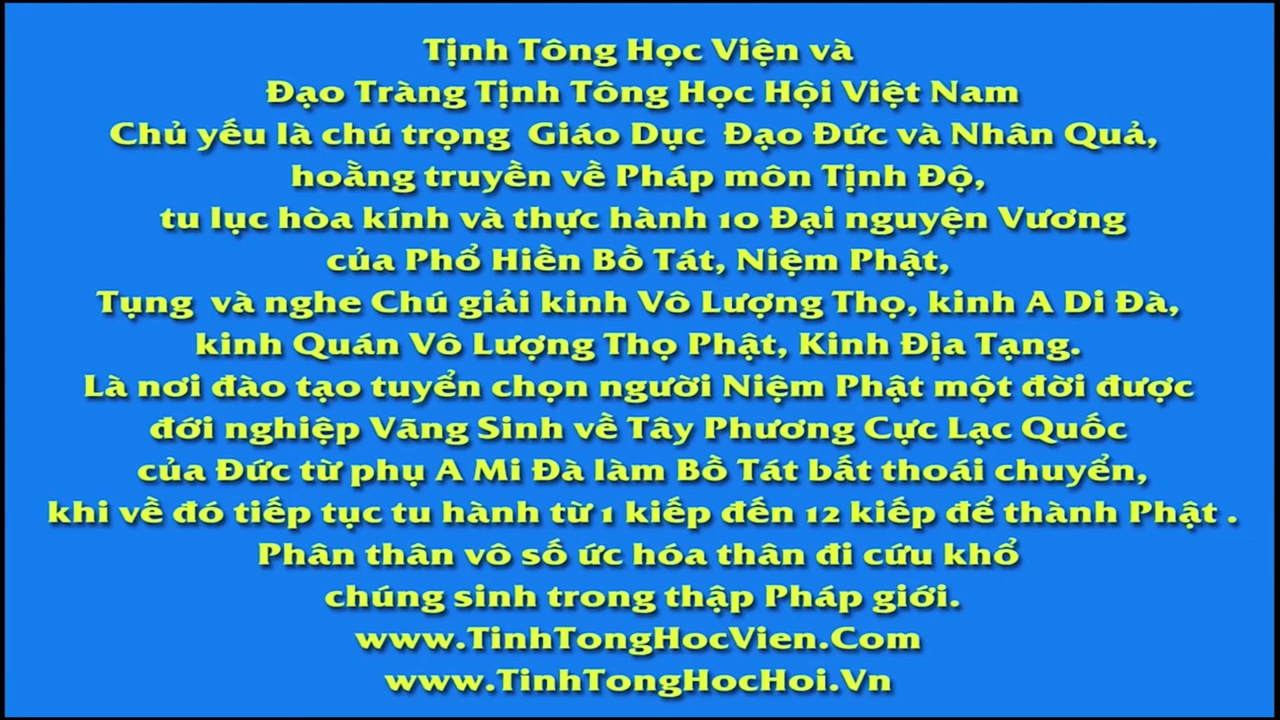 Tịnh Tông Học Viện và
Đạo Tràng Tịnh Tông Học Hội Việt Nam
Chủ yếu là chú trọng Giáo Dục Đạo Đức và Nhân Quả,
hoằng truyền về Pháp môn Tịnh Độ,
tu lục hòa kính và thực hành 10 Đại nguyện Vương
của Phổ Hiền Bồ Tát, Niệm Phật,
Tụng và nghe Chú giải kinh Vô Lượng Thọ, kinh A Di Đà,
kinh Quán Vô Lượng Thọ Phật, Kinh Địa Tạng.
Là nơi đào tạo tuyển chọn người Niệm Phật một đời được
đới nghiệp Vãng Sinh về Tây Phương Cực Lạc Quốc
của Đức từ phụ A Mi Đà làm Bồ Tát bất thoái chuyển,
khi về đó tiếp tục tu hành từ 1 kiếp đến 12 kiếp để thành Phật .
Phân thân vô số ức hóa thân đi cứu khổ
chúng sinh trong thập Pháp giới.
www.TinhTongHocVien.Com
www.TinhTongHocHoi.Vn